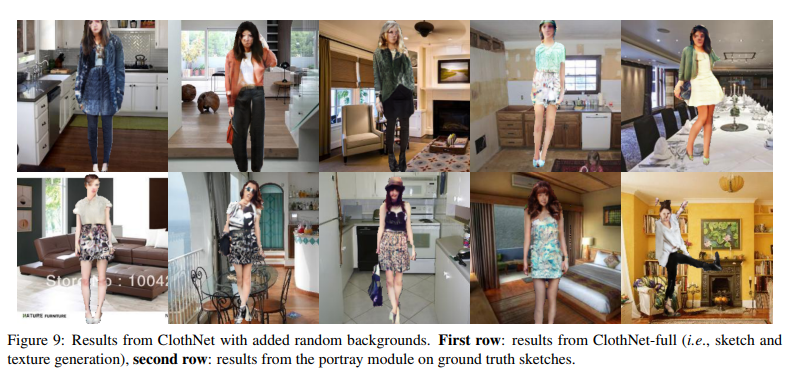 Store No: 10042
NATURE FURNITURE
Figure 9: Results from ClothNet with added random backgrounds. First row: results from ClothNet-full (i.e., sketch and
texture generation), second row: results from the portray module on ground truth sketches.